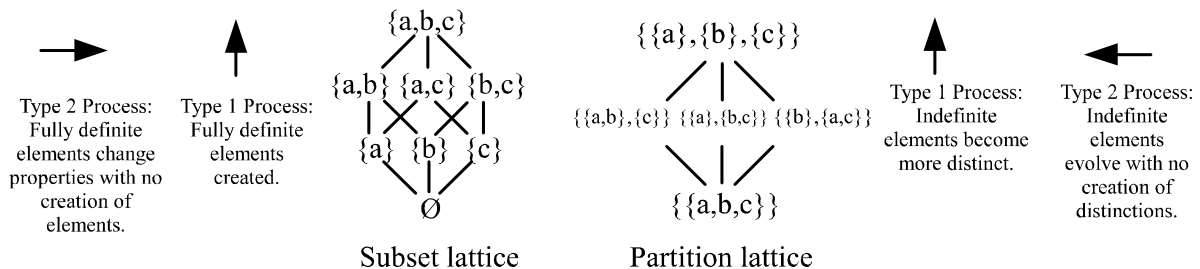 Type 2 Process:
Fully definite
elements change
properties with no
creation of
elements.
Type 1 Process:
Fully definite
elements
created.
{a,b,c}
{a,b} {a,c} {b,c}
{a} {b} {c}
Ø
Subset lattice
{{a},{b},{c}}
{{a,b},{c}} {{a},{b,c}} {{b},{a,c}}
{{a,b,c}}
Partition lattice
Type 1 Process:
Indefinite
elements become
more distinct.
Type 2 Process:
Indefinite
elements
evolve with no
creation of
distinctions.